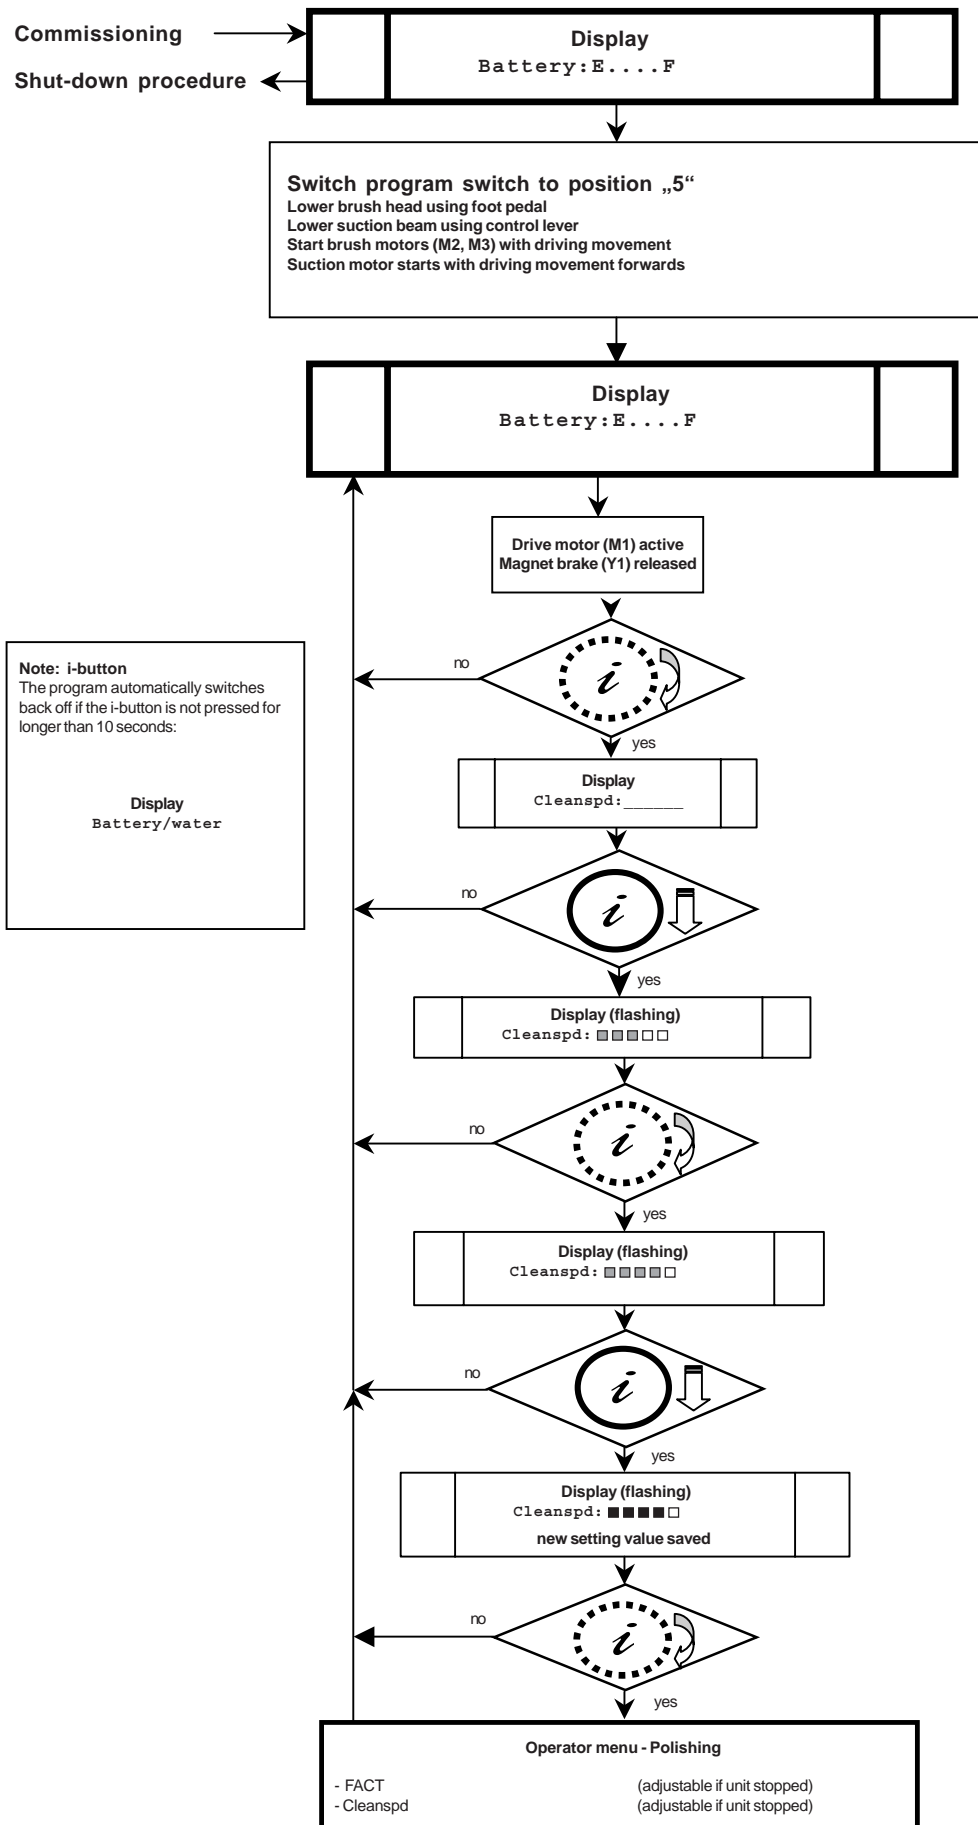 Commissioning
Display
Battery:E....F
Shut-down procedure
Switch program switch to position „5“
Lower brush head using foot pedal
Lower suction beam using control lever
Start brush motors (M2, M3) with driving movement
Suction motor starts with driving movement forwards
Display
Battery:E....F
Drive motor (M1) active
Magnet brake (Y1) released
Note: i-button
The program automatically switches
back off if the i-button is not pressed for
longer than 10 seconds:
Display
Battery/water
no
i
yes
Display
Cleanspd:______
no
i
yes
Display (flashing)
Cleanspd:
no
i
yes
Display (flashing)
Cleanspd:
no
i
yes
Display (flashing)
Cleanspd:
new setting value saved
no
i
yes
Operator menu - Polishing
- FACT (adjustable if unit stopped)
- Cleanspd (adjustable if unit stopped)